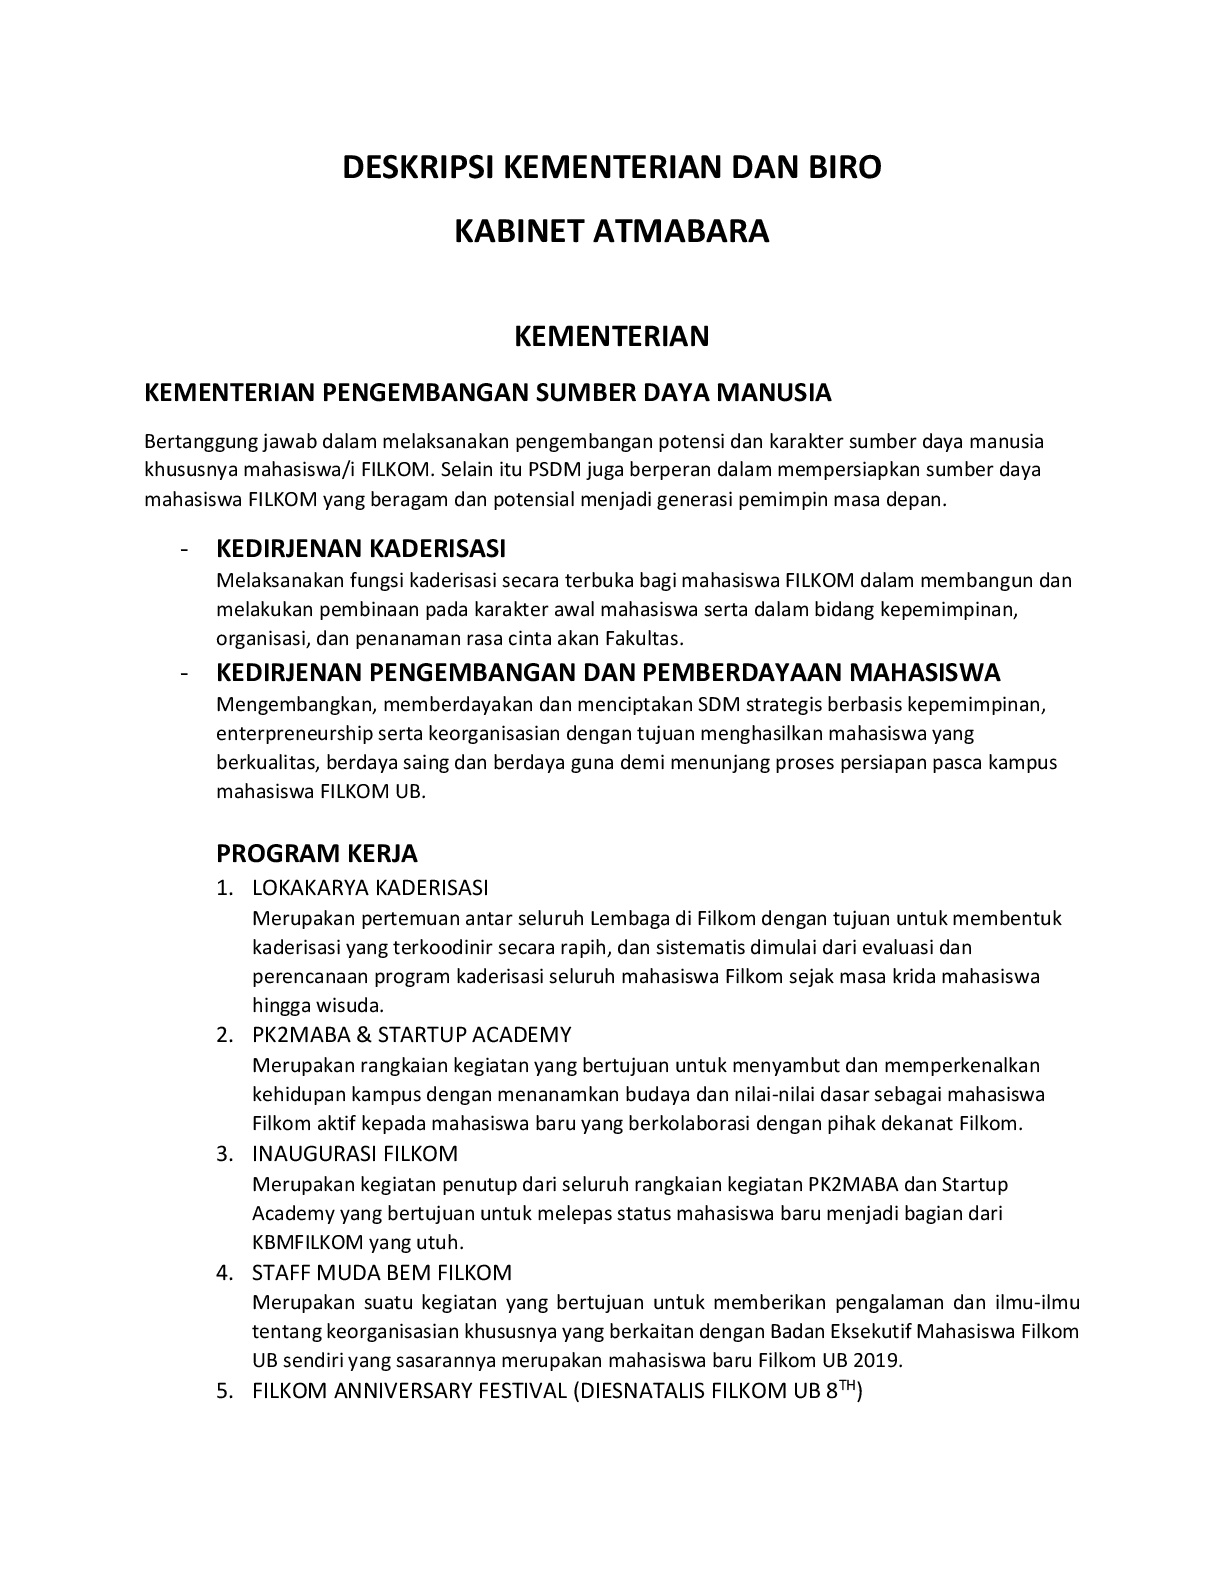 DESKRIPSI KEMENTERIAN DAN BIRO
KABINET ATMABARA
KEMENTERIAN
KEMENTERIAN PENGEMBANGAN SUMBER DAYA MANUSIA
Bertanggung jawab dalam melaksanakan pengembangan potensi dan karakter sumber daya manusia
khususnya mahasiswa/i FILKOM. Selain itu PSDM juga berperan dalam mempersiapkan sumber daya
mahasiswa FILKOM yang beragam dan potensial menjadi generasi pemimpin masa depan.
- KEDIRJENAN KADERISASI
Melaksanakan fungsi kaderisasi secara terbuka bagi mahasiswa FILKOM dalam membangun dan
melakukan pembinaan pada karakter awal mahasiswa serta dalam bidang kepemimpinan,
organisasi, dan penanaman rasa cinta akan Fakultas.
- KEDIRJENAN PENGEMBANGAN DAN PEMBERDAYAAN MAHASISWA
Mengembangkan, memberdayakan dan menciptakan SDM strategis berbasis kepemimpinan,
enterpreneurship serta keorganisasian dengan tujuan menghasilkan mahasiswa yang
berkualitas, berdaya saing dan berdaya guna demi menunjang proses persiapan pasca kampus
mahasiswa FILKOM UB.
PROGRAM KERJA
1. LOKAKARYA KADERISASI
Merupakan pertemuan antar seluruh Lembaga di Filkom dengan tujuan untuk membentuk
kaderisasi yang terkoodinir secara rapih, dan sistematis dimulai dari evaluasi dan
perencanaan program kaderisasi seluruh mahasiswa Filkom sejak masa krida mahasiswa
hingga wisuda.
2. PK2MABA & STARTUP ACADEMY
Merupakan rangkaian kegiatan yang bertujuan untuk menyambut dan memperkenalkan
kehidupan kampus dengan menanamkan budaya dan nilai-nilai dasar sebagai mahasiswa
Filkom aktif kepada mahasiswa baru yang berkolaborasi dengan pihak dekanat Filkom.
3. INAUGURASI FILKOM
Merupakan kegiatan penutup dari seluruh rangkaian kegiatan PK2MABA dan Startup
Academy yang bertujuan untuk melepas status mahasiswa baru menjadi bagian dari
KBMFILKOM yang utuh.
4. STAFF MUDA BEM FILKOM
Merupakan suatu kegiatan yang bertujuan untuk memberikan pengalaman dan ilmu-ilmu
tentang keorganisasian khususnya yang berkaitan dengan Badan Eksekutif Mahasiswa Filkom
UB sendiri yang sasarannya merupakan mahasiswa baru Filkom UB 2019.
5. FILKOM ANNIVERSARY FESTIVAL (DIESNATALIS FILKOM UB 8TH)